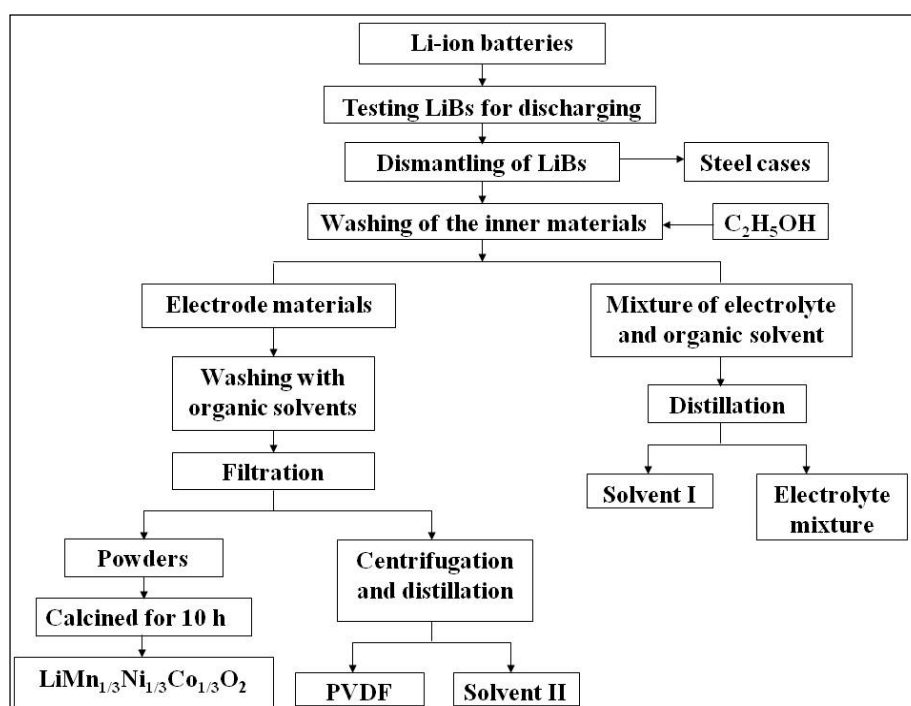 Li-ion batteries
Testing LiBs for discharging
Dismantling of LiBs
Steel cases
Washing of the inner materials
C₂H₅OH
Electrode materials
Mixture of electrolyte
and organic solvent
Washing with
organic solvents
Distillation
Filtration
Solvent I
Electrolyte
mixture
Powders
Centrifugation
and distillation
Calcined for 10 h
LiMn₁/₃Ni₁/₃Co₁/₃O₂
PVDF
Solvent II